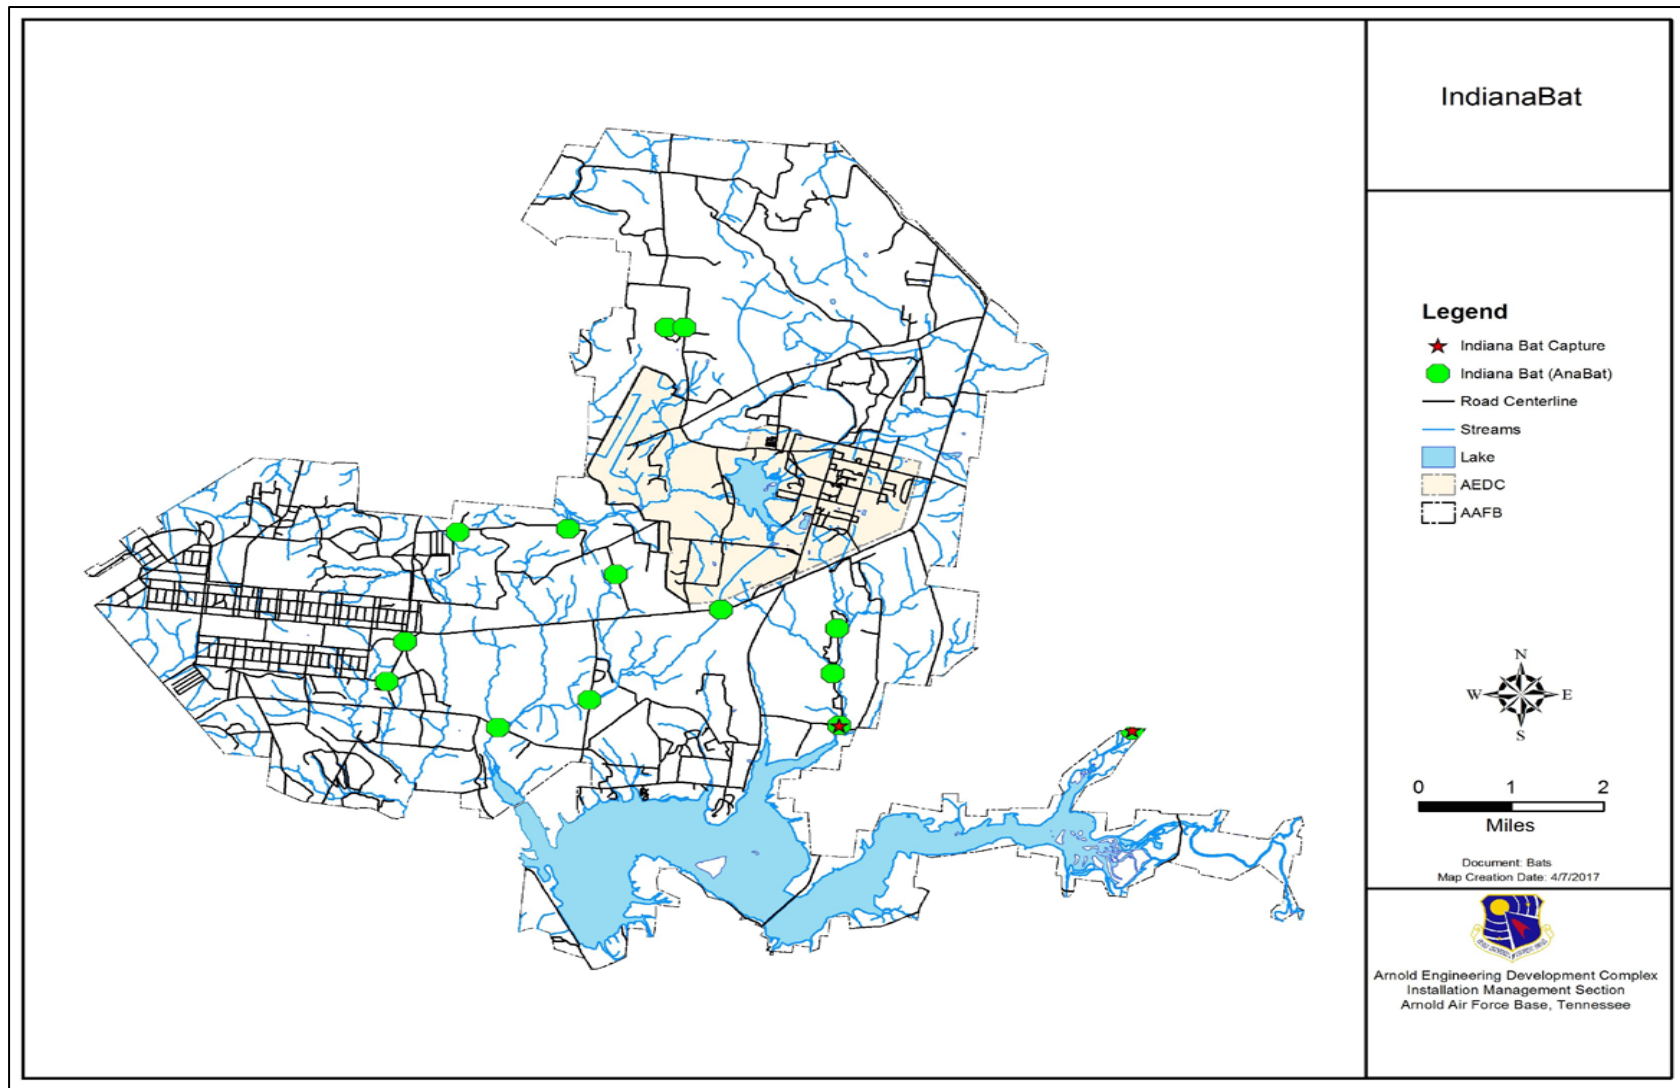 IndianaBat
Legend
Indiana Bat Capture
Indiana Bat (AnaBat)
Road Centerline
Streams
Lake
AEDC
AAFB
N
W E
S
0 1 2
Miles
Document: Bats
Map Creation Date: 4/7/2017
Arnold Engineering Development Complex
Installation Management Section
Arnold Air Force Base, Tennessee